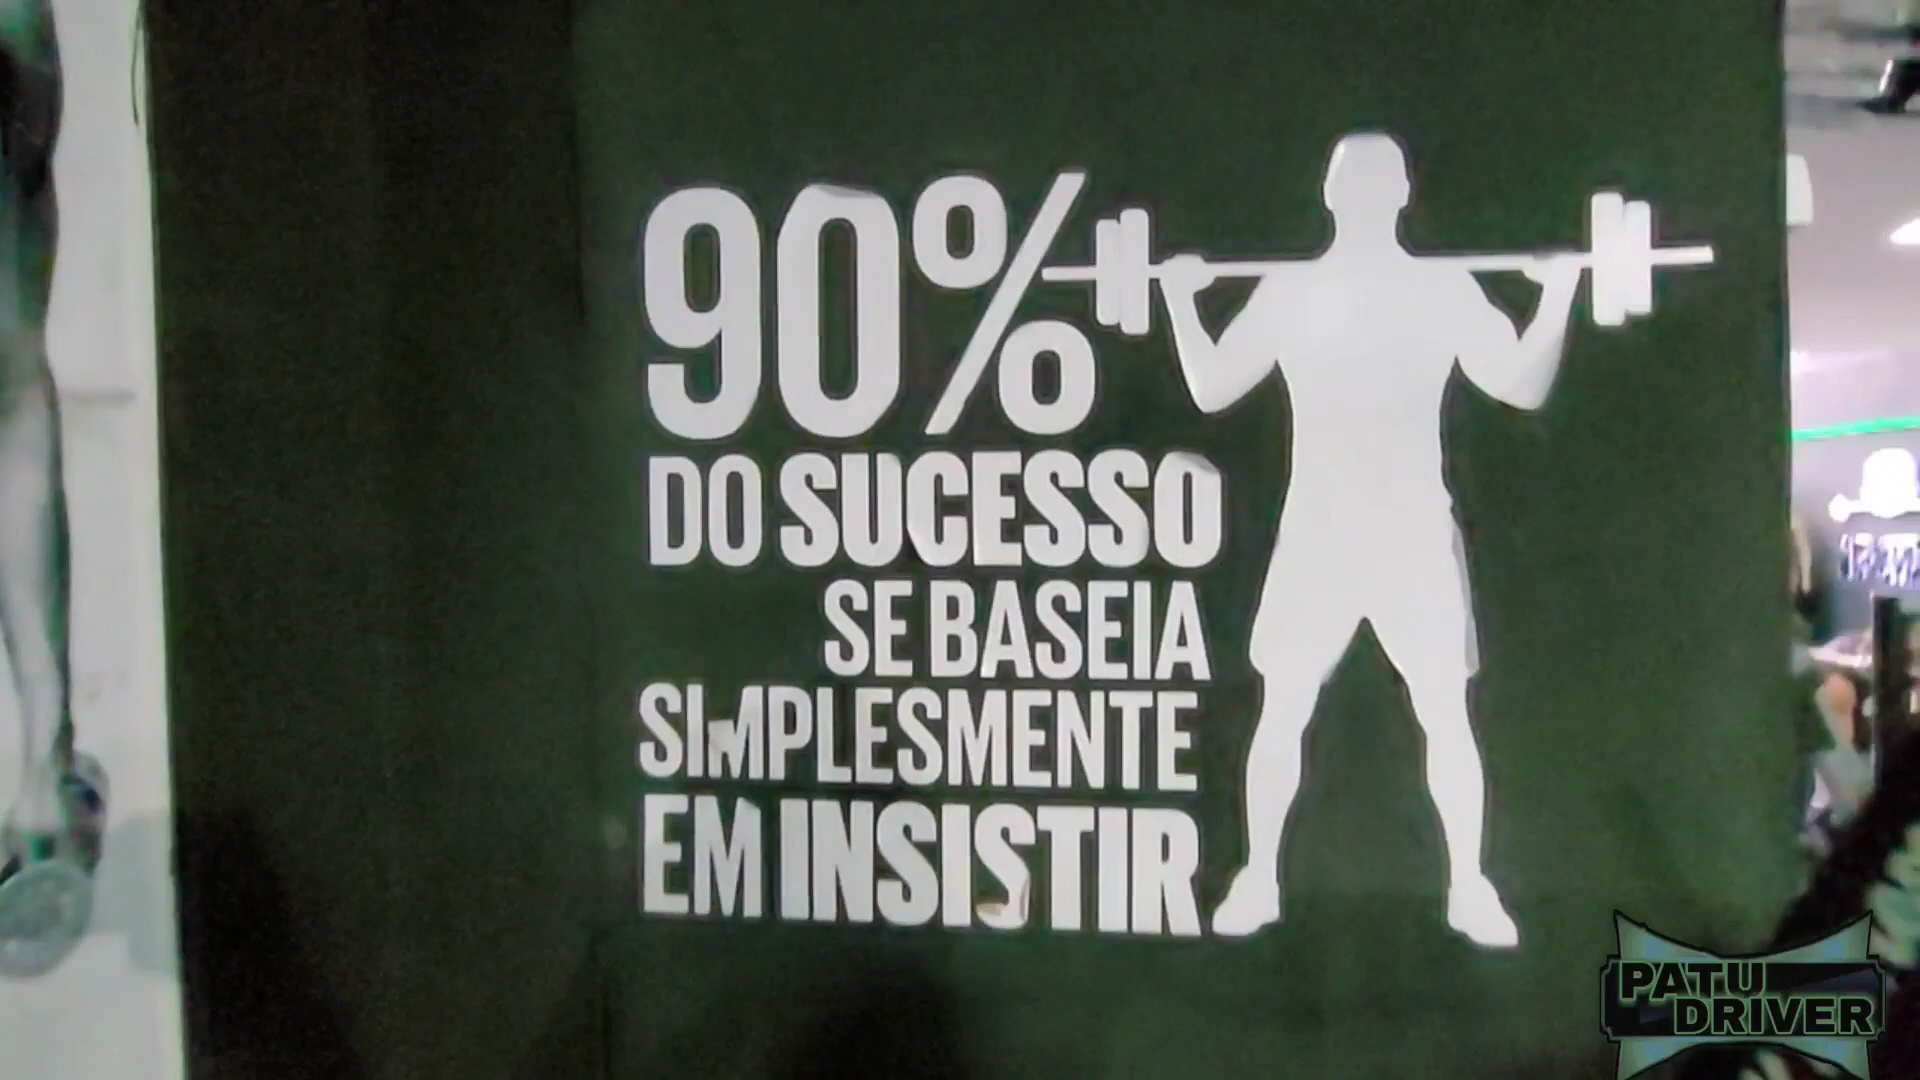 90%
DO SUCESSO
SE BASEIA
SIMPLESMENTE
EM INSISTIR
PATU
DRIVER